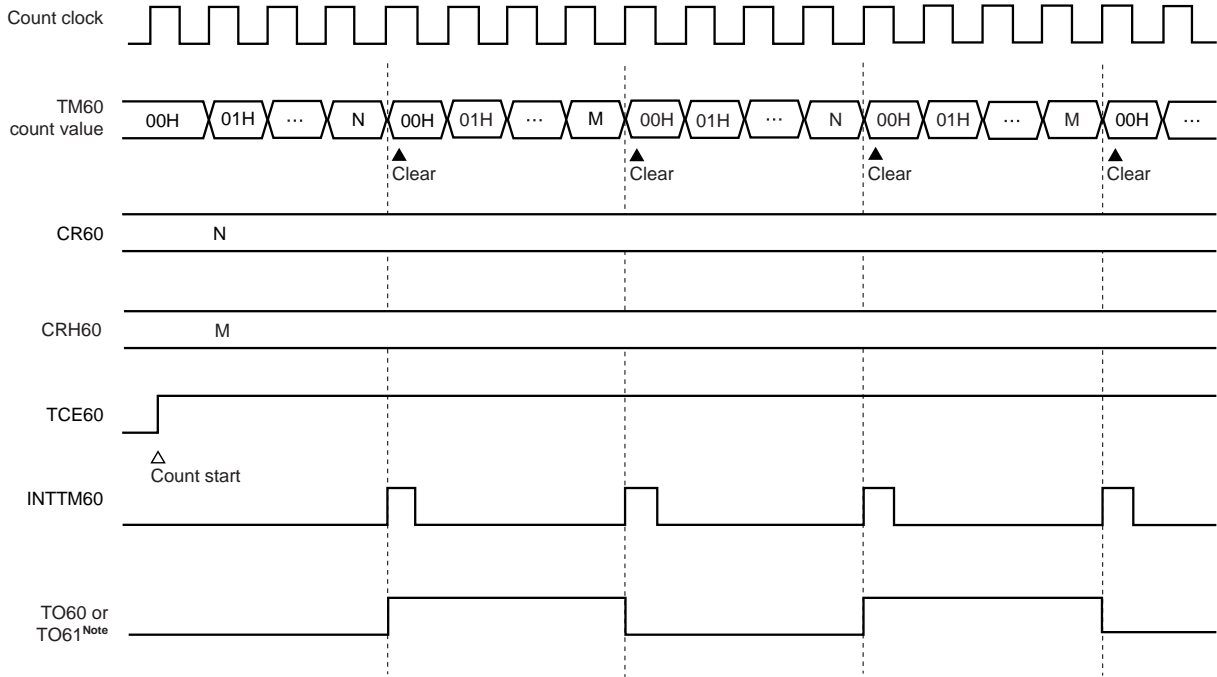 Count clock
TM60
count value
00H 01H ··· N 00H 01H ··· M 00H 01H ··· N 00H 01H ··· M 00H ···
Clear Clear Clear Clear
CR60 N
CRH60 M
TCE60
Count start
INTTM60
TO60 or
TO61Note